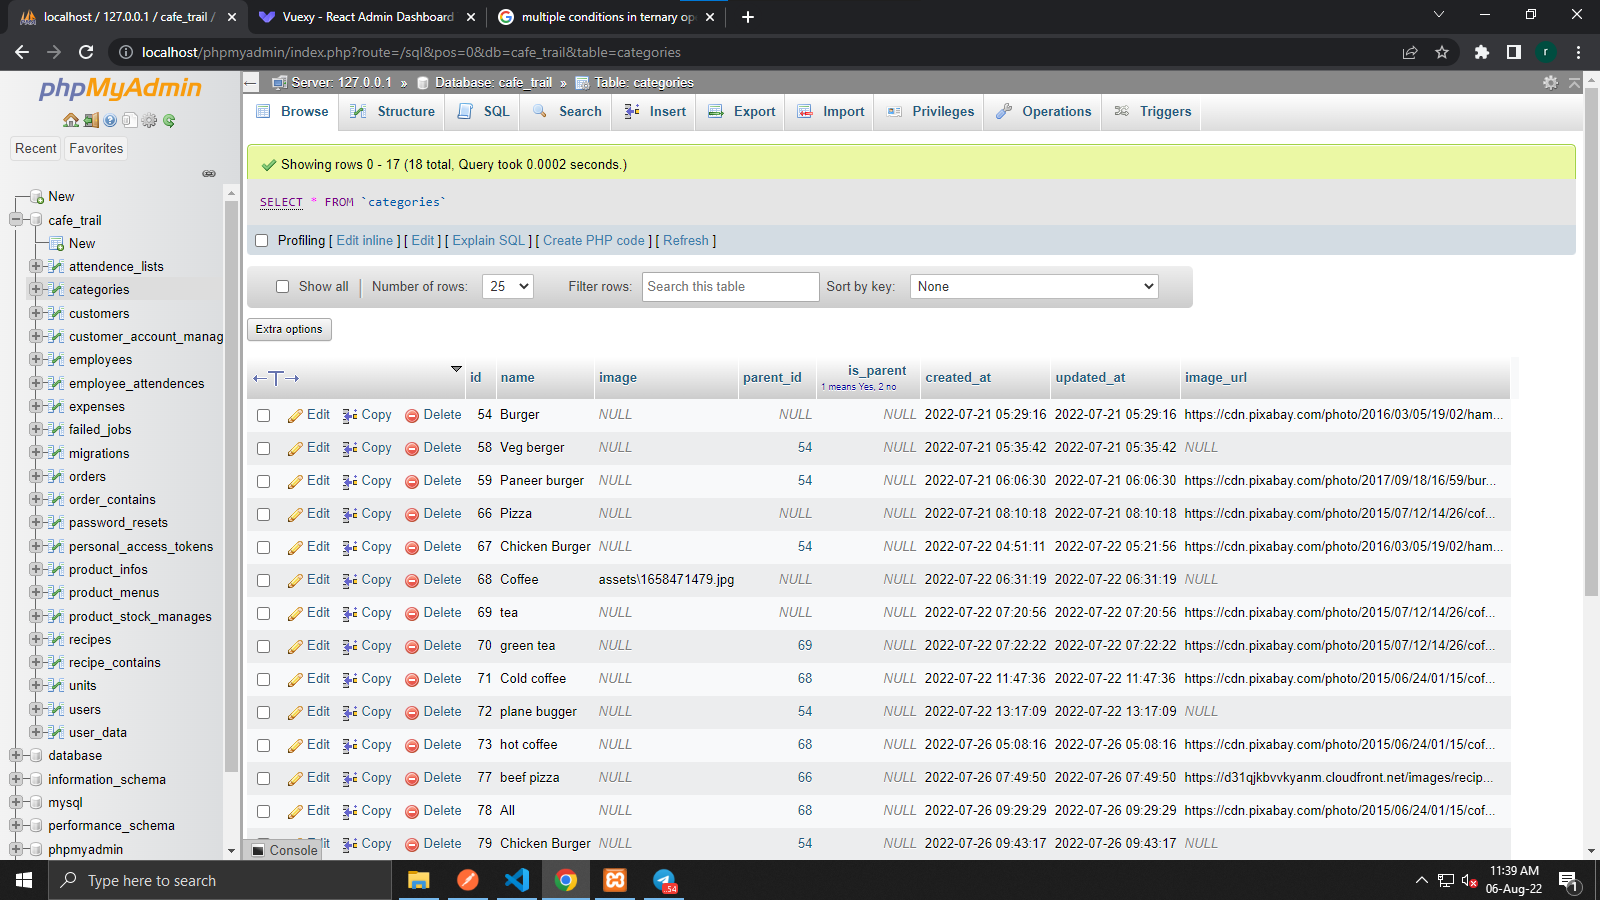 localhost / 127.0.0.1 / cafe_trail /
Vuexy - React Admin Dashboard
multiple conditions in ternary op
localhost/phpmyadmin/index.php?route=/sql&pos=0&db=cafe_trail&table=categories
r
phpMyAdmin
Recent Favorites
New
cafe_trail
New
attendence_lists
categories
customers
customer_account_manag
employees
employee_attendences
expenses
failed_jobs
migrations
orders
order_contains
password_resets
personal_access_tokens
product_infos
product_menus
product_stock_manages
recipes
recipe_contains
units
users
user_data
database
information_schema
mysql
performance_schema
phpmyadmin
Server: 127.0.0.1 » Database: cafe_trail » Table: categories
Browse Structure SQL Search Insert Export Import Privileges Operations Triggers
Showing rows 0 - 17 (18 total, Query took 0.0002 seconds.)
SELECT * FROM `categories`
Profiling [ Edit inline ] [ Edit ] [ Explain SQL ] [ Create PHP code ] [ Refresh ]
Show all Number of rows: 25 Filter rows: Search this table Sort by key: None
Extra options
id name image parent_id is_parent created_at updated_at image_url
1 means Yes, 2 no
Edit Copy Delete 54 Burger NULL NULL NULL 2022-07-21 05:29:16 2022-07-21 05:29:16 https://cdn.pixabay.com/photo/2016/03/05/19/02/ham...
Edit Copy Delete 58 Veg berger NULL 54 NULL 2022-07-21 05:35:42 2022-07-21 05:35:42 NULL
Edit Copy Delete 59 Paneer burger NULL 54 NULL 2022-07-21 06:06:30 2022-07-21 06:06:30 https://cdn.pixabay.com/photo/2017/09/18/16/59/bur...
Edit Copy Delete 66 Pizza NULL NULL NULL 2022-07-21 08:10:18 2022-07-21 08:10:18 https://cdn.pixabay.com/photo/2015/07/12/14/26/cof...
Edit Copy Delete 67 Chicken Burger NULL 54 NULL 2022-07-22 04:51:11 2022-07-22 05:21:56 https://cdn.pixabay.com/photo/2016/03/05/19/02/ham...
Edit Copy Delete 68 Coffee assets\1658471479.jpg NULL NULL 2022-07-22 06:31:19 2022-07-22 06:31:19 NULL
Edit Copy Delete 69 tea NULL NULL NULL 2022-07-22 07:20:56 2022-07-22 07:20:56 https://cdn.pixabay.com/photo/2015/07/12/14/26/cof...
Edit Copy Delete 70 green tea NULL 69 NULL 2022-07-22 07:22:22 2022-07-22 07:22:22 https://cdn.pixabay.com/photo/2015/07/12/14/26/cof...
Edit Copy Delete 71 Cold coffee NULL 68 NULL 2022-07-22 11:47:36 2022-07-22 11:47:36 https://cdn.pixabay.com/photo/2015/06/24/01/15/cof...
Edit Copy Delete 72 plane bugger NULL 54 NULL 2022-07-22 13:17:09 2022-07-22 13:17:09 NULL
Edit Copy Delete 73 hot coffee NULL 68 NULL 2022-07-26 05:08:16 2022-07-26 05:08:16 https://cdn.pixabay.com/photo/2015/06/24/01/15/cof...
Edit Copy Delete 77 beef pizza NULL 66 NULL 2022-07-26 07:49:50 2022-07-26 07:49:50 https://d31qjkbvvkyanm.cloudfront.net/images/recip...
Edit Copy Delete 78 All NULL 68 NULL 2022-07-26 09:29:29 2022-07-26 09:29:29 https://cdn.pixabay.com/photo/2015/06/24/01/15/cof...
Copy Delete 79 Chicken Burger NULL 54 NULL 2022-07-26 09:43:17 2022-07-26 09:43:17 NULL
Console
Type here to search
54
11:39 AM
06-Aug-22
1